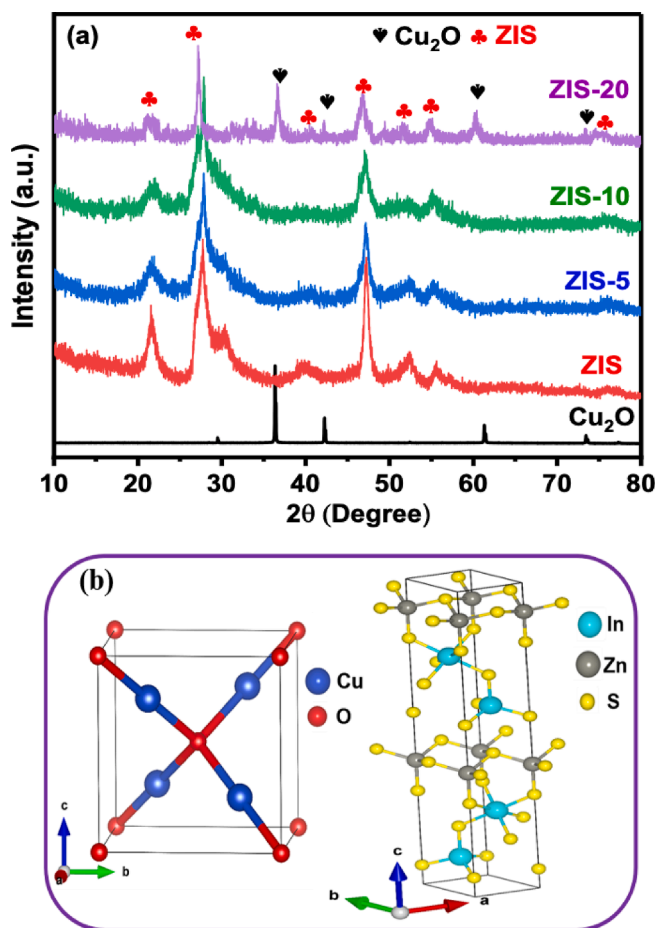 (a)
♠ Cu₂O ♣ ZIS
ZIS-20
ZIS-10
ZIS-5
ZIS
Cu₂O
Intensity (a.u.)
10 20 30 40 50 60 70 80
2θ (Degree)
(b)
Cu
O
c
b
a
In
Zn
S
c
b
a